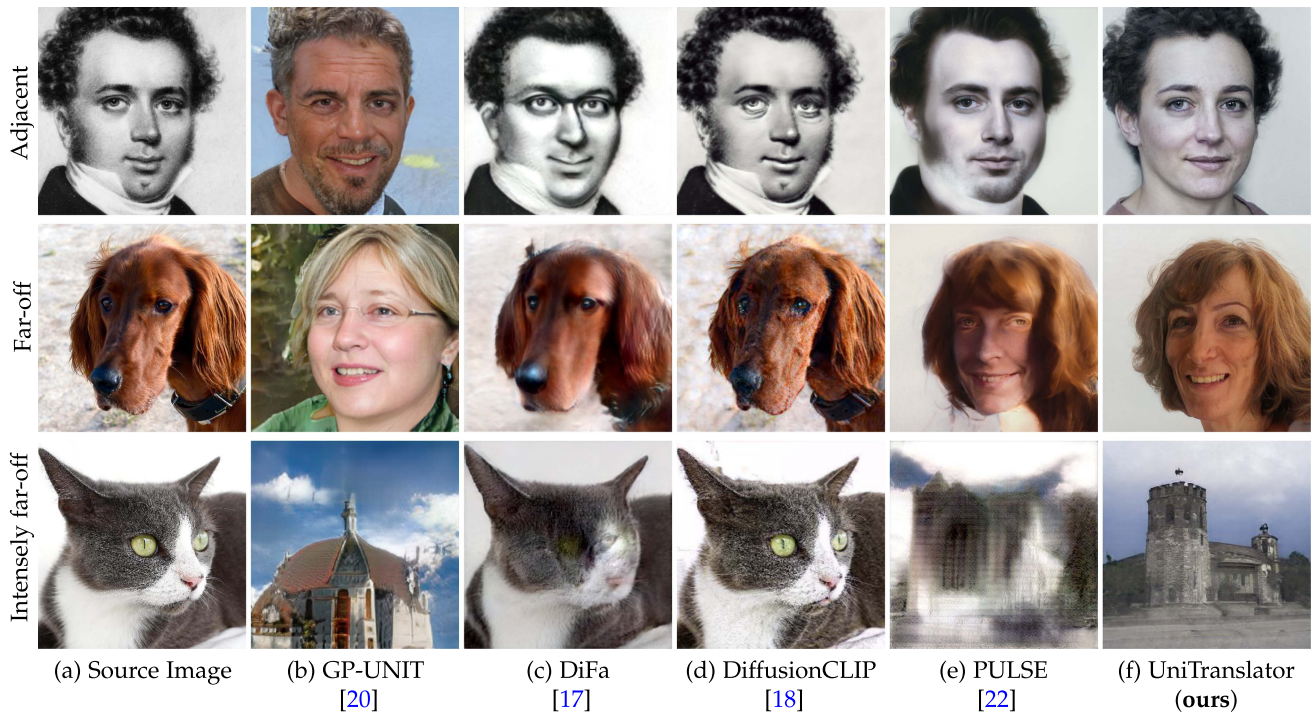 Adjacent
Far-off
Intensely far-off
(a) Source Image
(b) GP-UNIT
[20]
(c) DiFa
[17]
(d) DiffusionCLIP
[18]
(e) PULSE
[22]
(f) UniTranslator
(ours)